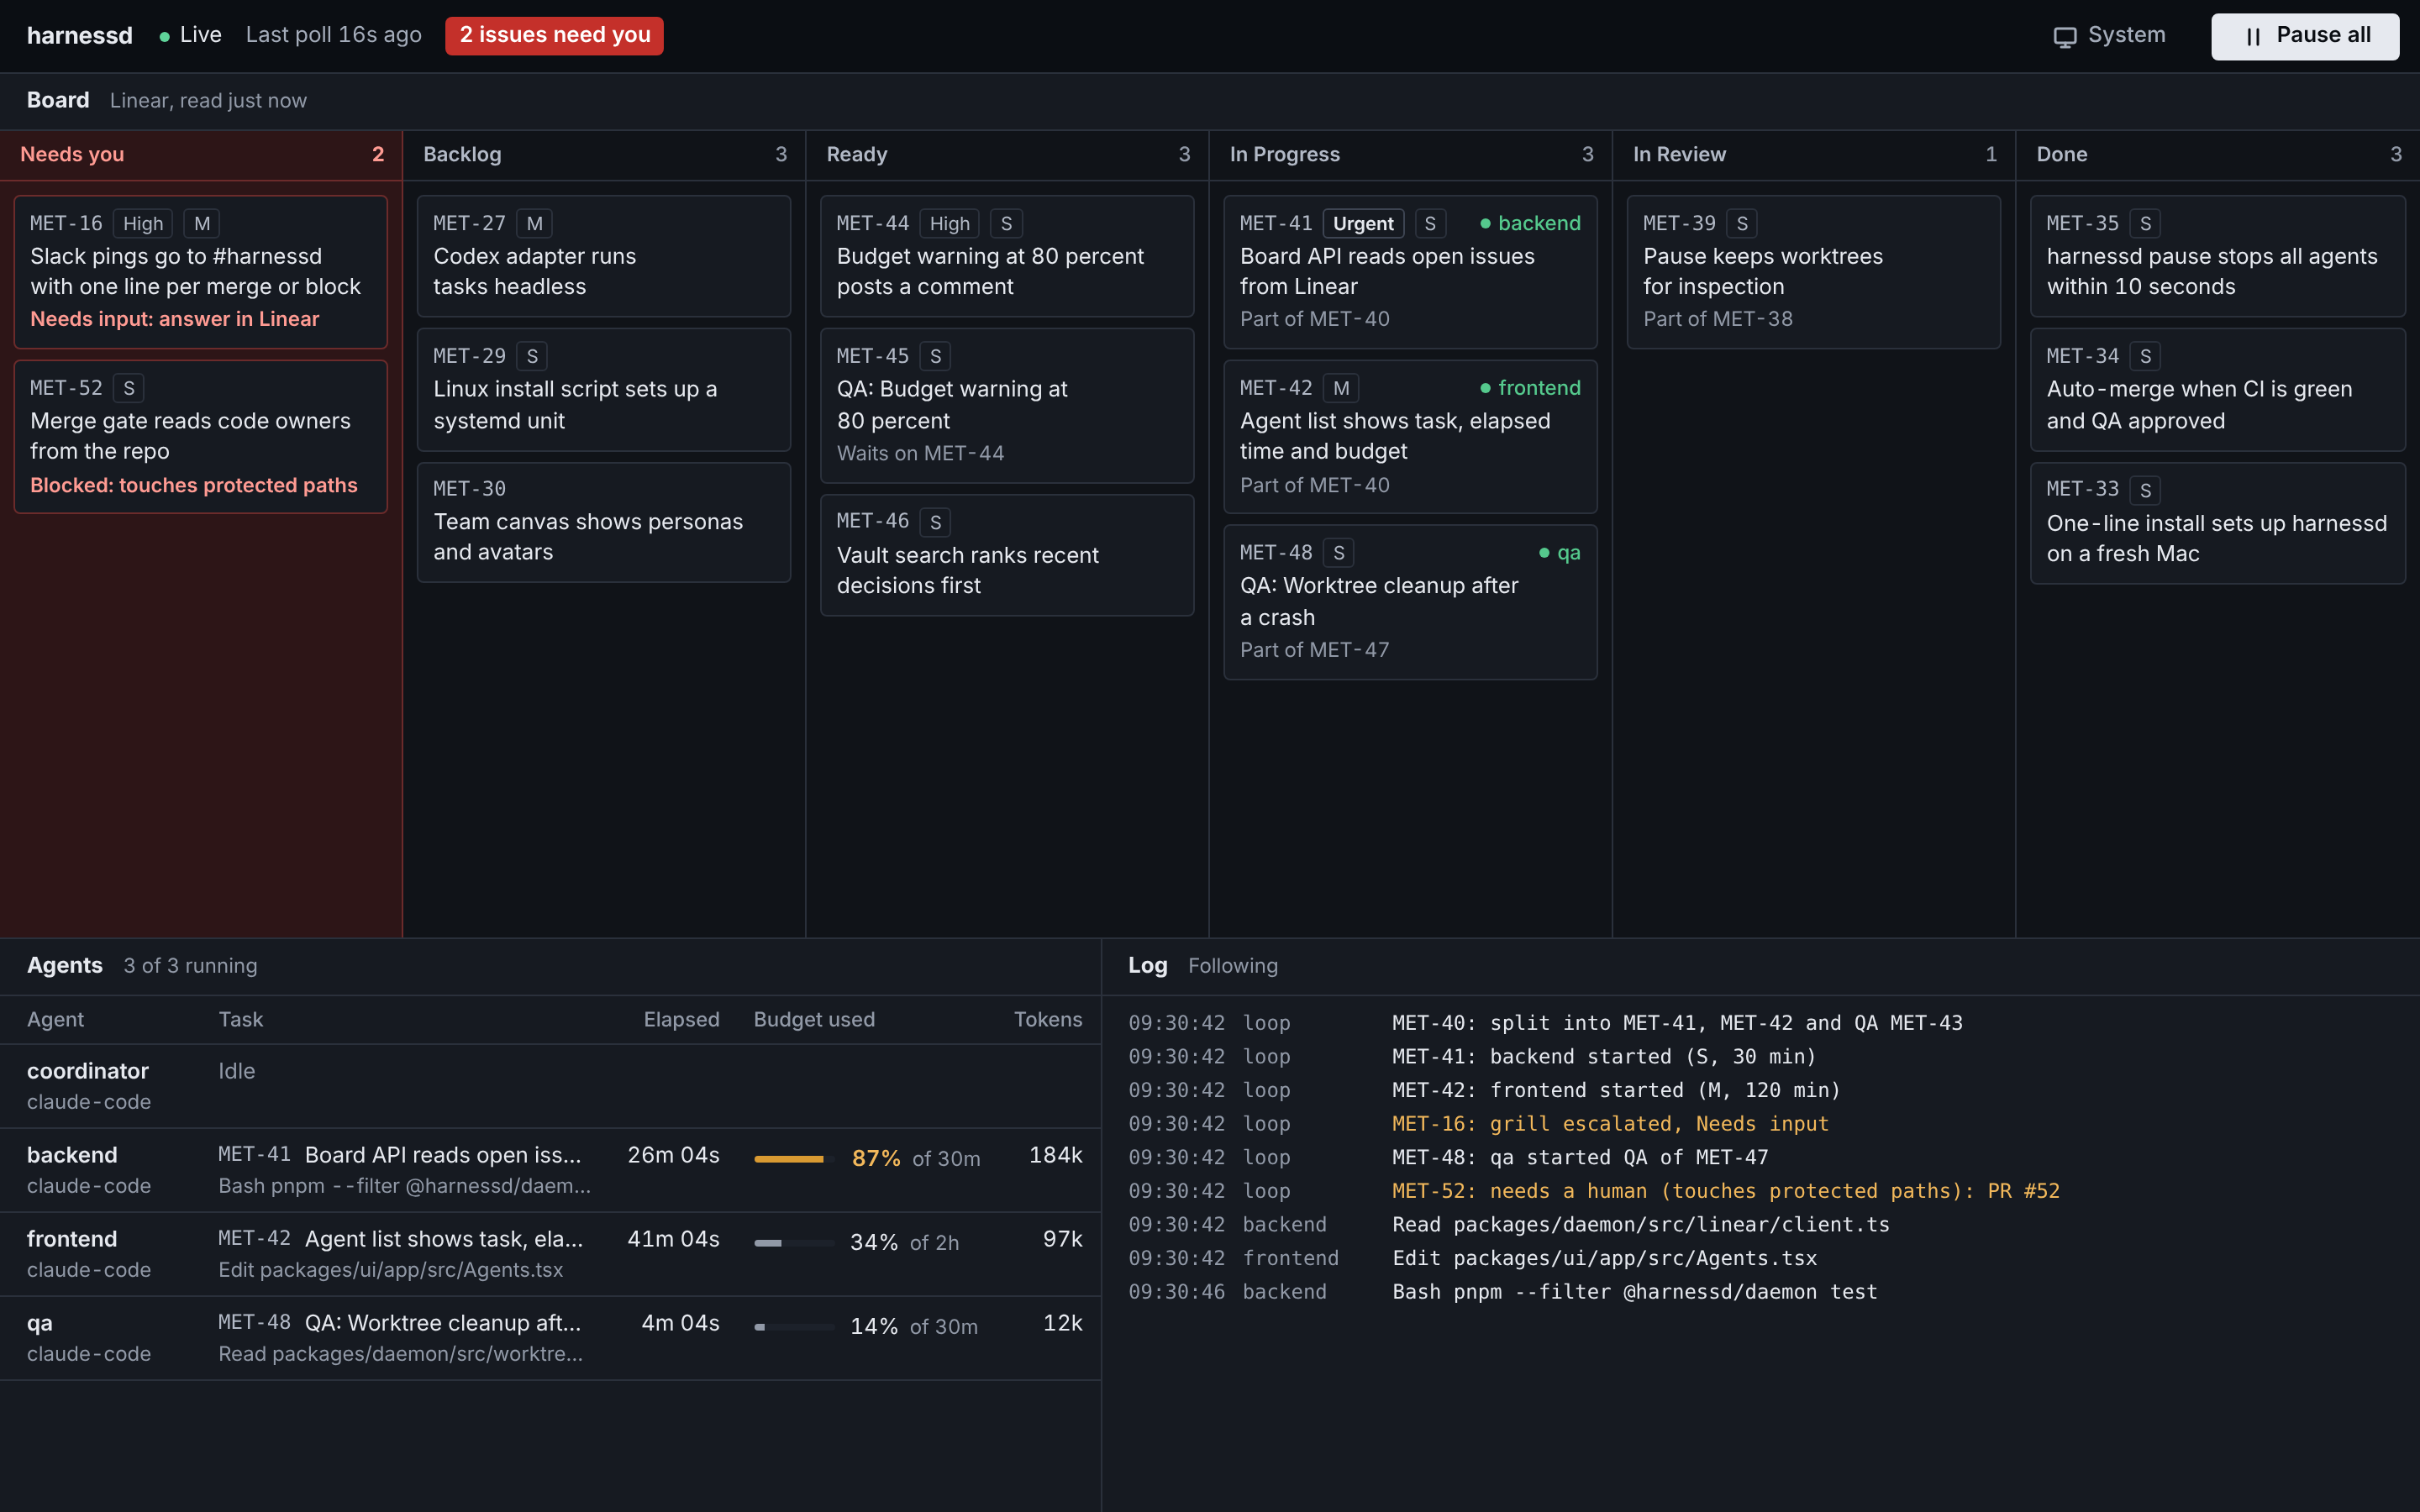 harnessd Live Last poll 16s ago 2 issues need you System Pause all
Board Linear, read just now
Needs you 2
MET-16 High M
Slack pings go to #harnessd
with one line per merge or block
Needs input: answer in Linear
MET-52 S
Merge gate reads code owners
from the repo
Blocked: touches protected paths
Backlog 3
MET-27 M
Codex adapter runs
tasks headless
MET-29 S
Linux install script sets up a
systemd unit
MET-30
Team canvas shows personas
and avatars
Ready 3
MET-44 High S
Budget warning at 80 percent
posts a comment
MET-45 S
QA: Budget warning at
80 percent
Waits on MET-44
MET-46 S
Vault search ranks recent
decisions first
In Progress 3
MET-41 Urgent S backend
Board API reads open issues
from Linear
Part of MET-40
MET-42 M frontend
Agent list shows task, elapsed
time and budget
Part of MET-40
MET-48 S qa
QA: Worktree cleanup after
a crash
Part of MET-47
In Review 1
MET-39 S
Pause keeps worktrees
for inspection
Part of MET-38
Done 3
MET-35 S
harnessd pause stops all agents
within 10 seconds
MET-34 S
Auto-merge when CI is green
and QA approved
MET-33 S
One-line install sets up harnessd
on a fresh Mac
Agents 3 of 3 running
Agent Task Elapsed Budget used Tokens
coordinator Idle
claude-code
backend MET-41 Board API reads open iss... 26m 04s 87% of 30m 184k
claude-code Bash pnpm --filter @harnessd/daem...
frontend MET-42 Agent list shows task, ela... 41m 04s 34% of 2h 97k
claude-code Edit packages/ui/app/src/Agents.tsx
qa MET-48 QA: Worktree cleanup aft... 4m 04s 14% of 30m 12k
claude-code Read packages/daemon/src/worktre...
Log Following
09:30:42 loop MET-40: split into MET-41, MET-42 and QA MET-43
09:30:42 loop MET-41: backend started (S, 30 min)
09:30:42 loop MET-42: frontend started (M, 120 min)
09:30:42 loop MET-16: grill escalated, Needs input
09:30:42 loop MET-48: qa started QA of MET-47
09:30:42 loop MET-52: needs a human (touches protected paths): PR #52
09:30:42 backend Read packages/daemon/src/linear/client.ts
09:30:42 frontend Edit packages/ui/app/src/Agents.tsx
09:30:46 backend Bash pnpm --filter @harnessd/daemon test